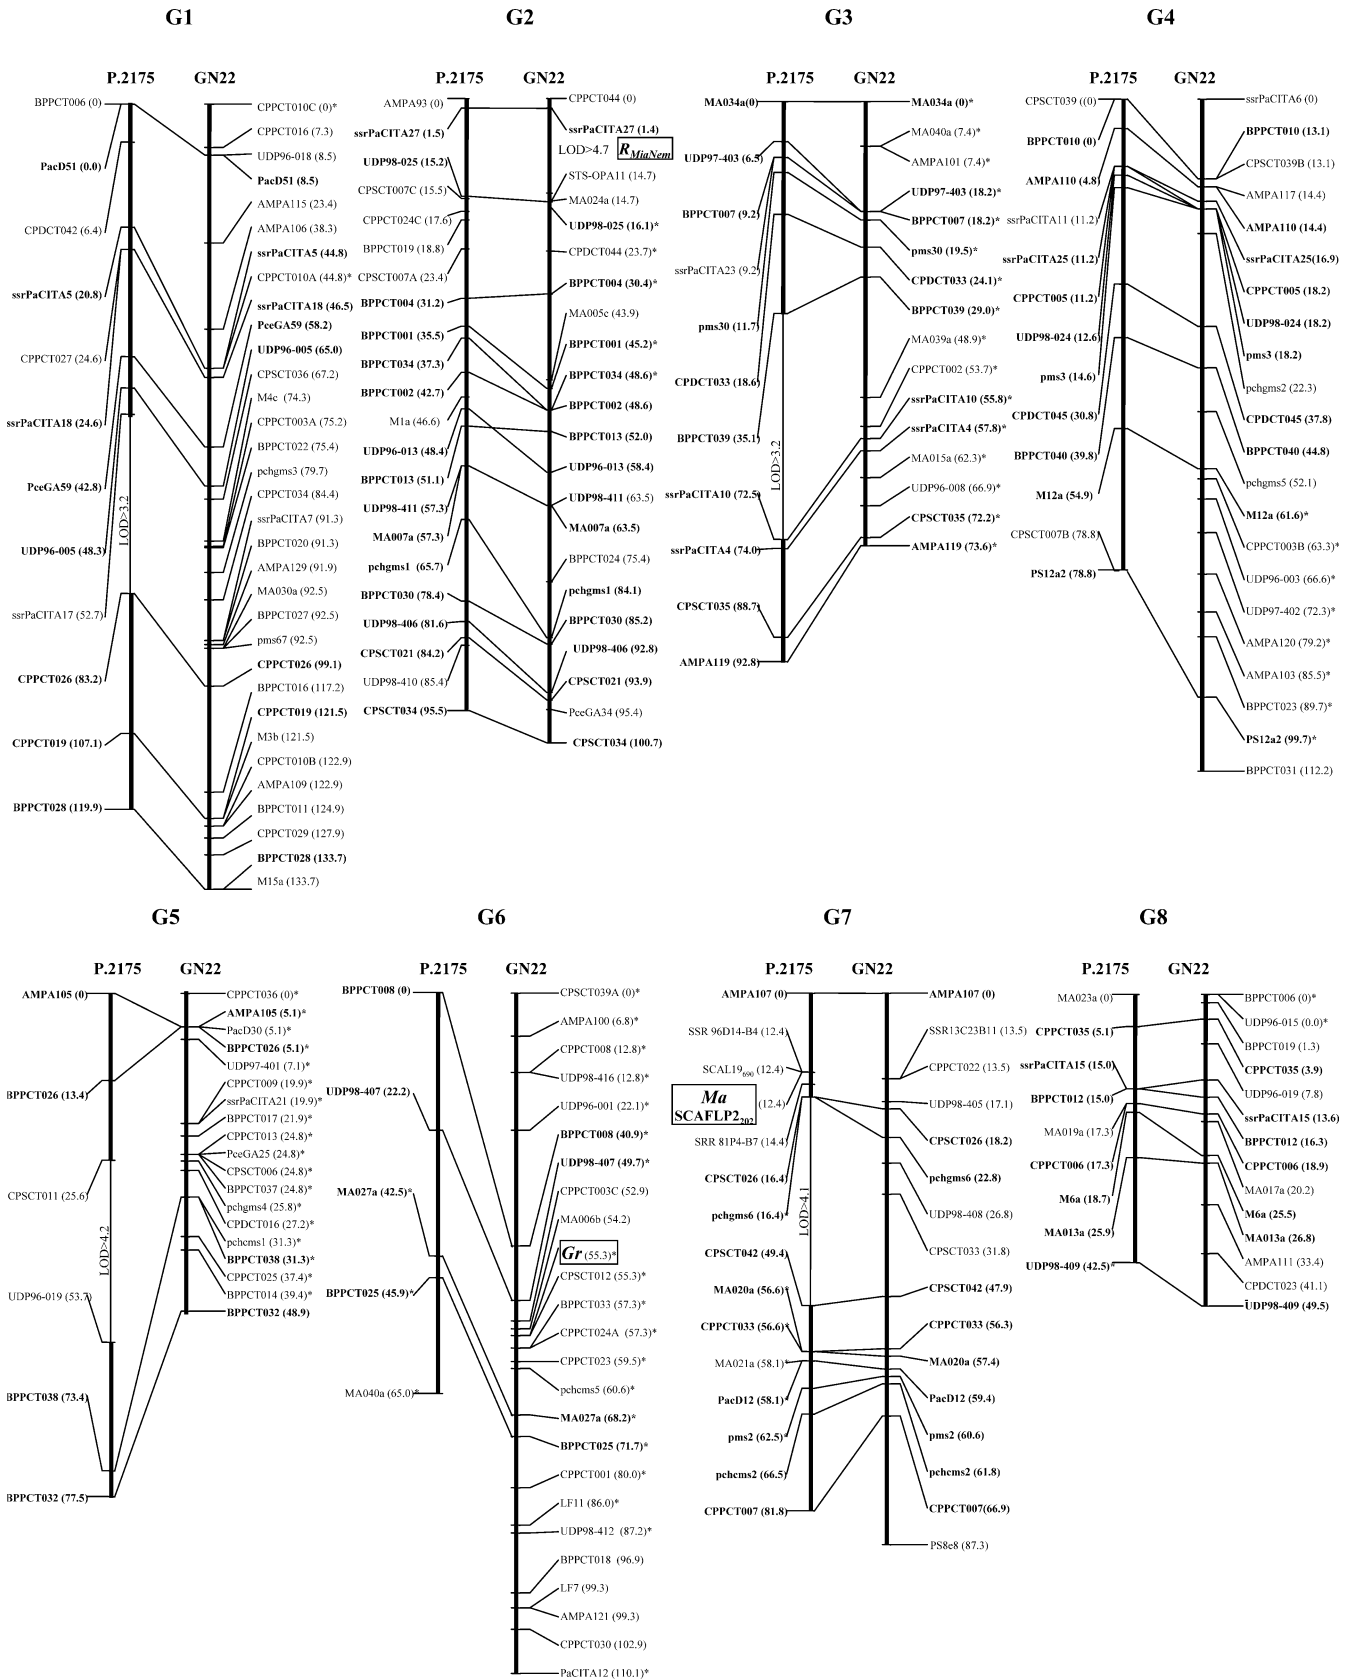 G1
G2
G3
G4
P.2175
GN22
BPPCT006 (0)
PacD51 (0.0)
CPDCT042 (6.4)
ssrPaCITA5 (20.8)
CPPCT027 (24.6)
ssrPaCITA18 (24.6)
PceGA59 (42.8)
UDP96-005 (48.3)
ssrPaCITA17 (52.7)
CPPCT026 (83.2)
CPPCT019 (107.1)
BPPCT028 (119.9)
LOD>3.2
CPPCT010C (0)*
CPPCT016 (7.3)
UDP96-018 (8.5)
PacD51 (8.5)
AMPA115 (23.4)
AMPA106 (38.3)
ssrPaCITA5 (44.8)
CPPCT010A (44.8)*
ssrPaCITA18 (46.5)
PceGA59 (58.2)
UDP96-005 (65.0)
CPSCT036 (67.2)
M4c (74.3)
CPPCT003A (75.2)
BPPCT022 (75.4)
pchgms3 (79.7)
CPPCT034 (84.4)
ssrPaCITA7 (91.3)
BPPCT020 (91.3)
AMPA129 (91.9)
MA030a (92.5)
BPPCT027 (92.5)
pms67 (92.5)
CPPCT026 (99.1)
BPPCT016 (117.2)
CPPCT019 (121.5)
M3b (121.5)
CPPCT010B (122.9)
AMPA109 (122.9)
BPPCT011 (124.9)
CPPCT029 (127.9)
BPPCT028 (133.7)
M15a (133.7)
P.2175
GN22
AMPA93 (0)
ssrPaCITA27 (1.5)
UDP98-025 (15.2)
CPSCT007C (15.5)
CPPCT024C (17.6)
BPPCT019 (18.8)
CPSCT007A (23.4)
BPPCT004 (31.2)
BPPCT001 (35.5)
BPPCT034 (37.3)
BPPCT002 (42.7)
M1a (46.6)
UDP96-013 (48.4)
BPPCT013 (51.1)
UDP98-411 (57.3)
MA007a (57.3)
pchgms1 (65.7)
BPPCT030 (78.4)
UDP98-406 (81.6)
CPSCT021 (84.2)
UDP98-410 (85.4)
CPSCT034 (95.5)
CPPCT044 (0)
ssrPaCITA27 (1.4)
LOD>4.7 RMiaNem
STS-OPA11 (14.7)
MA024a (14.7)
UDP98-025 (16.1)*
CPDCT044 (23.7)*
BPPCT004 (30.4)*
MA005c (43.9)
BPPCT001 (45.2)*
BPPCT034 (48.6)*
BPPCT002 (48.6)
BPPCT013 (52.0)
UDP96-013 (58.4)
UDP98-411 (63.5)
MA007a (63.5)
BPPCT024 (75.4)
pchgms1 (84.1)
BPPCT030 (85.2)
UDP98-406 (92.8)
CPSCT021 (93.9)
PceGA34 (95.4)
CPSCT034 (100.7)
P.2175
GN22
MA034a(0)
UDP97-403 (6.5)
BPPCT007 (9.2)
ssrPaCITA23 (9.2)
pms30 (11.7)
CPDCT033 (18.6)
BPPCT039 (35.1)
ssrPaCITA10 (72.5)
ssrPaCITA4 (74.0)
CPSCT035 (88.7)
AMPA119 (92.8)
LOD>3.2
MA034a (0)*
MA040a (7.4)*
AMPA101 (7.4)*
UDP97-403 (18.2)*
BPPCT007 (18.2)*
pms30 (19.5)*
CPDCT033 (24.1)*
BPPCT039 (29.0)*
MA039a (48.9)*
CPPCT002 (53.7)*
ssrPaCITA10 (55.8)*
ssrPaCITA4 (57.8)*
MA015a (62.3)*
UDP96-008 (66.9)*
CPSCT035 (72.2)*
AMPA119 (73.6)*
P.2175
GN22
CPSCT039 ((0)
BPPCT010 (0)
AMPA110 (4.8)
ssrPaCITA11 (11.2)
ssrPaCITA25 (11.2)
CPPCT005 (11.2)
UDP98-024 (12.6)
pms3 (14.6)
CPDCT045 (30.8)
BPPCT040 (39.8)
M12a (54.9)
CPSCT007B (78.8)
PS12a2 (78.8)
ssrPaCITA6 (0)
BPPCT010 (13.1)
CPSCT039B (13.1)
AMPA117 (14.4)
AMPA110 (14.4)
ssrPaCITA25(16.9)
CPPCT005 (18.2)
UDP98-024 (18.2)
pms3 (18.2)
pchgms2 (22.3)
CPDCT045 (37.8)
BPPCT040 (44.8)
pchgms5 (52.1)
M12a (61.6)*
CPPCT003B (63.3)*
UDP96-003 (66.6)*
UDP97-402 (72.3)*
AMPA120 (79.2)*
AMPA103 (85.5)*
BPPCT023 (89.7)*
PS12a2 (99.7)*
BPPCT031 (112.2)
G5
G6
G7
G8
P.2175
GN22
AMPA105 (0)
BPPCT026 (13.4)
CPSCT011 (25.6)
UDP96-019 (53.7)
BPPCT038 (73.4)
BPPCT032 (77.5)
LOD>4.2
CPPCT036 (0)*
AMPA105 (5.1)*
PacD30 (5.1)*
BPPCT026 (5.1)*
UDP97-401 (7.1)*
CPPCT009 (19.9)*
ssrPaCITA21 (19.9)*
BPPCT017 (21.9)*
CPPCT013 (24.8)*
PceGA25 (24.8)*
CPSCT006 (24.8)*
BPPCT037 (24.8)*
pchgms4 (25.8)*
CPDCT016 (27.2)*
pchcms1 (31.3)*
BPPCT038 (31.3)*
CPPCT025 (37.4)*
BPPCT014 (39.4)*
BPPCT032 (48.9)
P.2175
GN22
BPPCT008 (0)
UDP98-407 (22.2)
MA027a (42.5)*
BPPCT025 (45.9)*
MA040a (65.0)*
CPSCT039A (0)*
AMPA100 (6.8)*
CPPCT008 (12.8)*
UDP98-416 (12.8)*
UDP96-001 (22.1)*
BPPCT008 (40.9)*
UDP98-407 (49.7)*
CPPCT003C (52.9)
MA006b (54.2)
Gr (55.3)*
CPSCT012 (55.3)*
BPPCT033 (57.3)*
CPPCT024A (57.3)*
CPPCT023 (59.5)*
pchcms5 (60.6)*
MA027a (68.2)*
BPPCT025 (71.7)*
CPPCT001 (80.0)*
LF11 (86.0)*
UDP98-412 (87.2)*
BPPCT018 (96.9)
LF7 (99.3)
AMPA121 (99.3)
CPPCT030 (102.9)
PaCITA12 (110.1)*
P.2175
GN22
AMPA107 (0)
SSR 96D14-B4 (12.4)
SCAL19690 (12.4)
Ma
SCAFLP2202 (12.4)
SRR 81P4-B7 (14.4)
CPSCT026 (16.4)
pchgms6 (16.4)*
CPSCT042 (49.4)
MA020a (56.6)*
CPPCT033 (56.6)*
MA021a (58.1)*
PacD12 (58.1)*
pms2 (62.5)*
pchcms2 (66.5)
CPPCT007 (81.8)
LOD>4.1
AMPA107 (0)
SSR13C23B11 (13.5)
CPPCT022 (13.5)
UDP98-405 (17.1)
CPSCT026 (18.2)
pchgms6 (22.8)
UDP98-408 (26.8)
CPSCT033 (31.8)
CPSCT042 (47.9)
CPPCT033 (56.3)
MA020a (57.4)
PacD12 (59.4)
pms2 (60.6)
pchcms2 (61.8)
CPPCT007(66.9)
PS8e8 (87.3)
P.2175
GN22
MA023a (0)
CPPCT035 (5.1)
ssrPaCITA15 (15.0)
BPPCT012 (15.0)
MA019a (17.3)
CPPCT006 (17.3)
M6a (18.7)
MA013a (25.9)
UDP98-409 (42.5)*
BPPCT006 (0)*
UDP96-015 (0.0)*
BPPCT019 (1.3)
CPPCT035 (3.9)
UDP96-019 (7.8)
ssrPaCITA15 (13.6)
BPPCT012 (16.3)
CPPCT006 (18.9)
MA017a (20.2)
M6a (25.5)
MA013a (26.8)
AMPA111 (33.4)
CPDCT023 (41.1)
UDP98-409 (49.5)